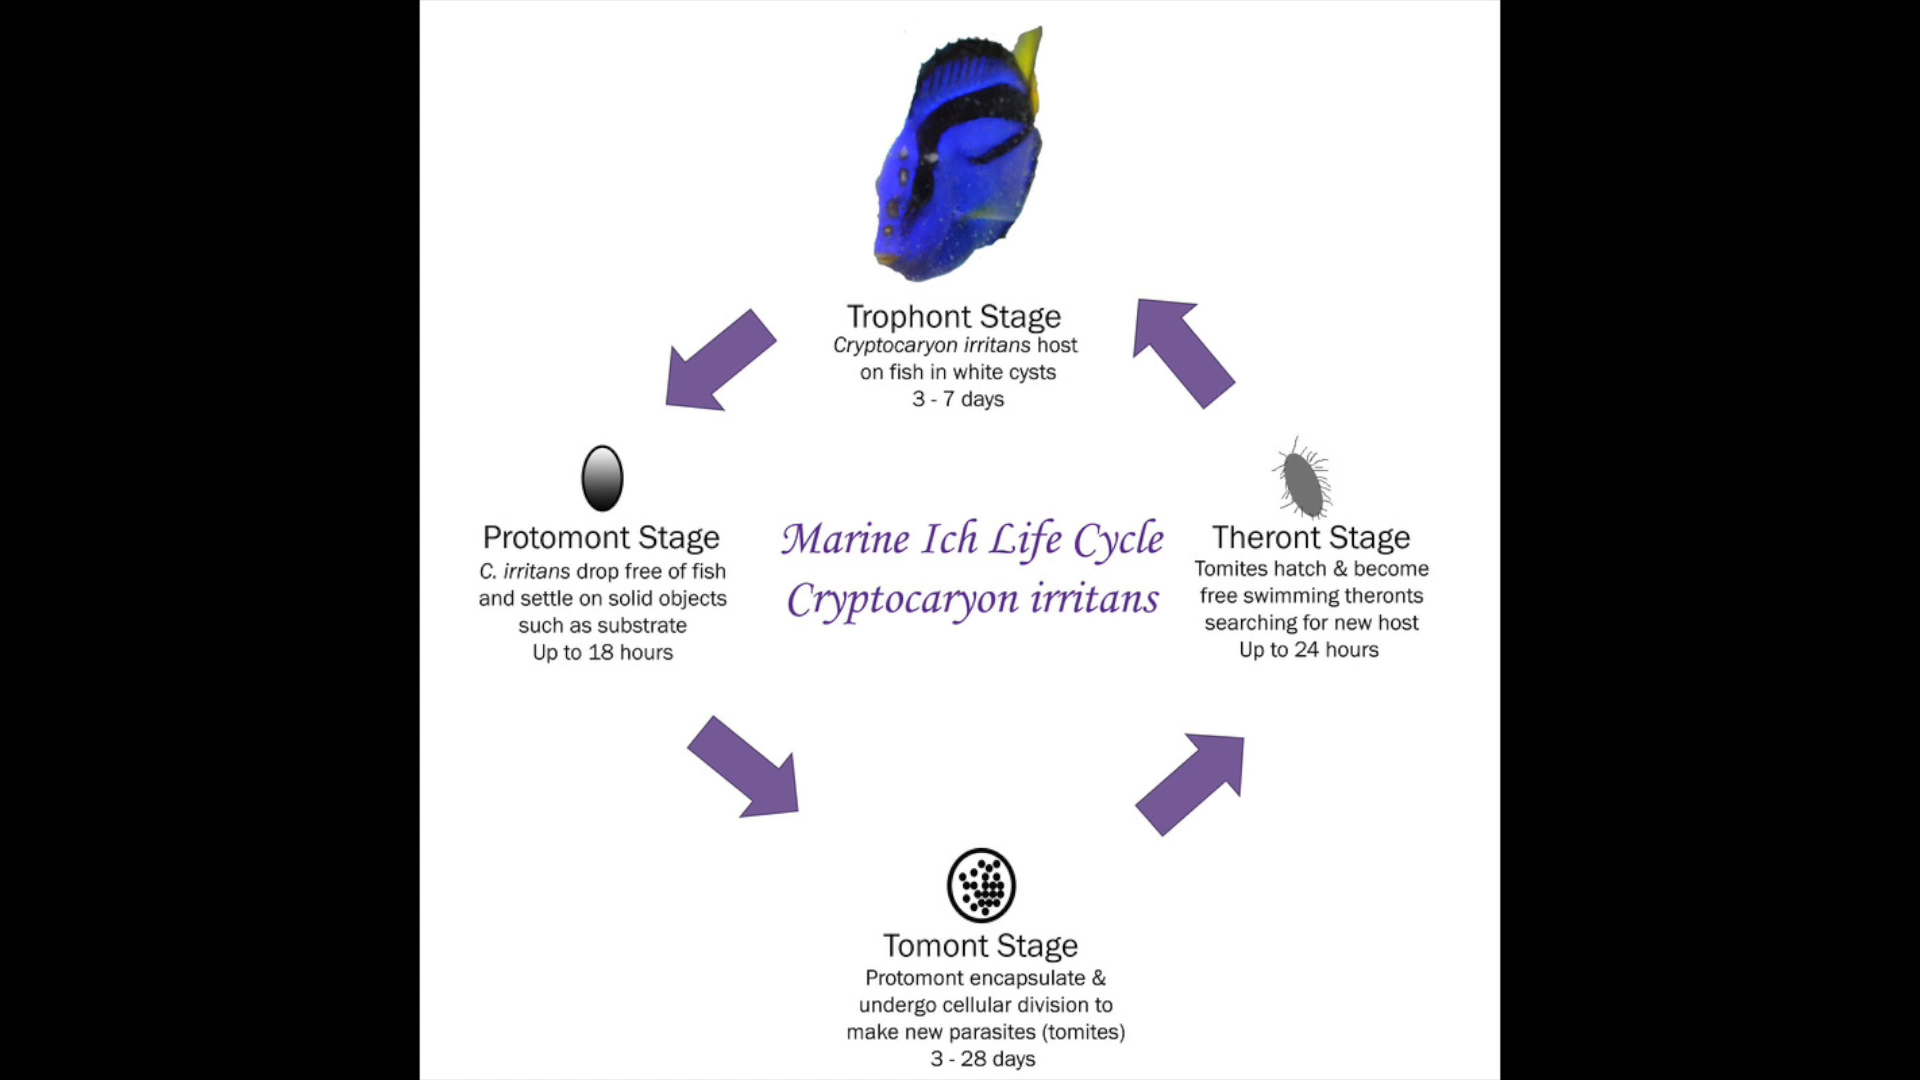 Trophont Stage
Cryptocaryon irritans host
on fish in white cysts
3 - 7 days
Protomont Stage
C. irritans drop free of fish
and settle on solid objects
such as substrate
Up to 18 hours
Marine Ich Life Cycle
Cryptocaryon irritans
Theront Stage
Tomites hatch & become
free swimming theronts
searching for new host
Up to 24 hours
Tomont Stage
Protomont encapsulate &
undergo cellular division to
make new parasites (tomites)
3 - 28 days